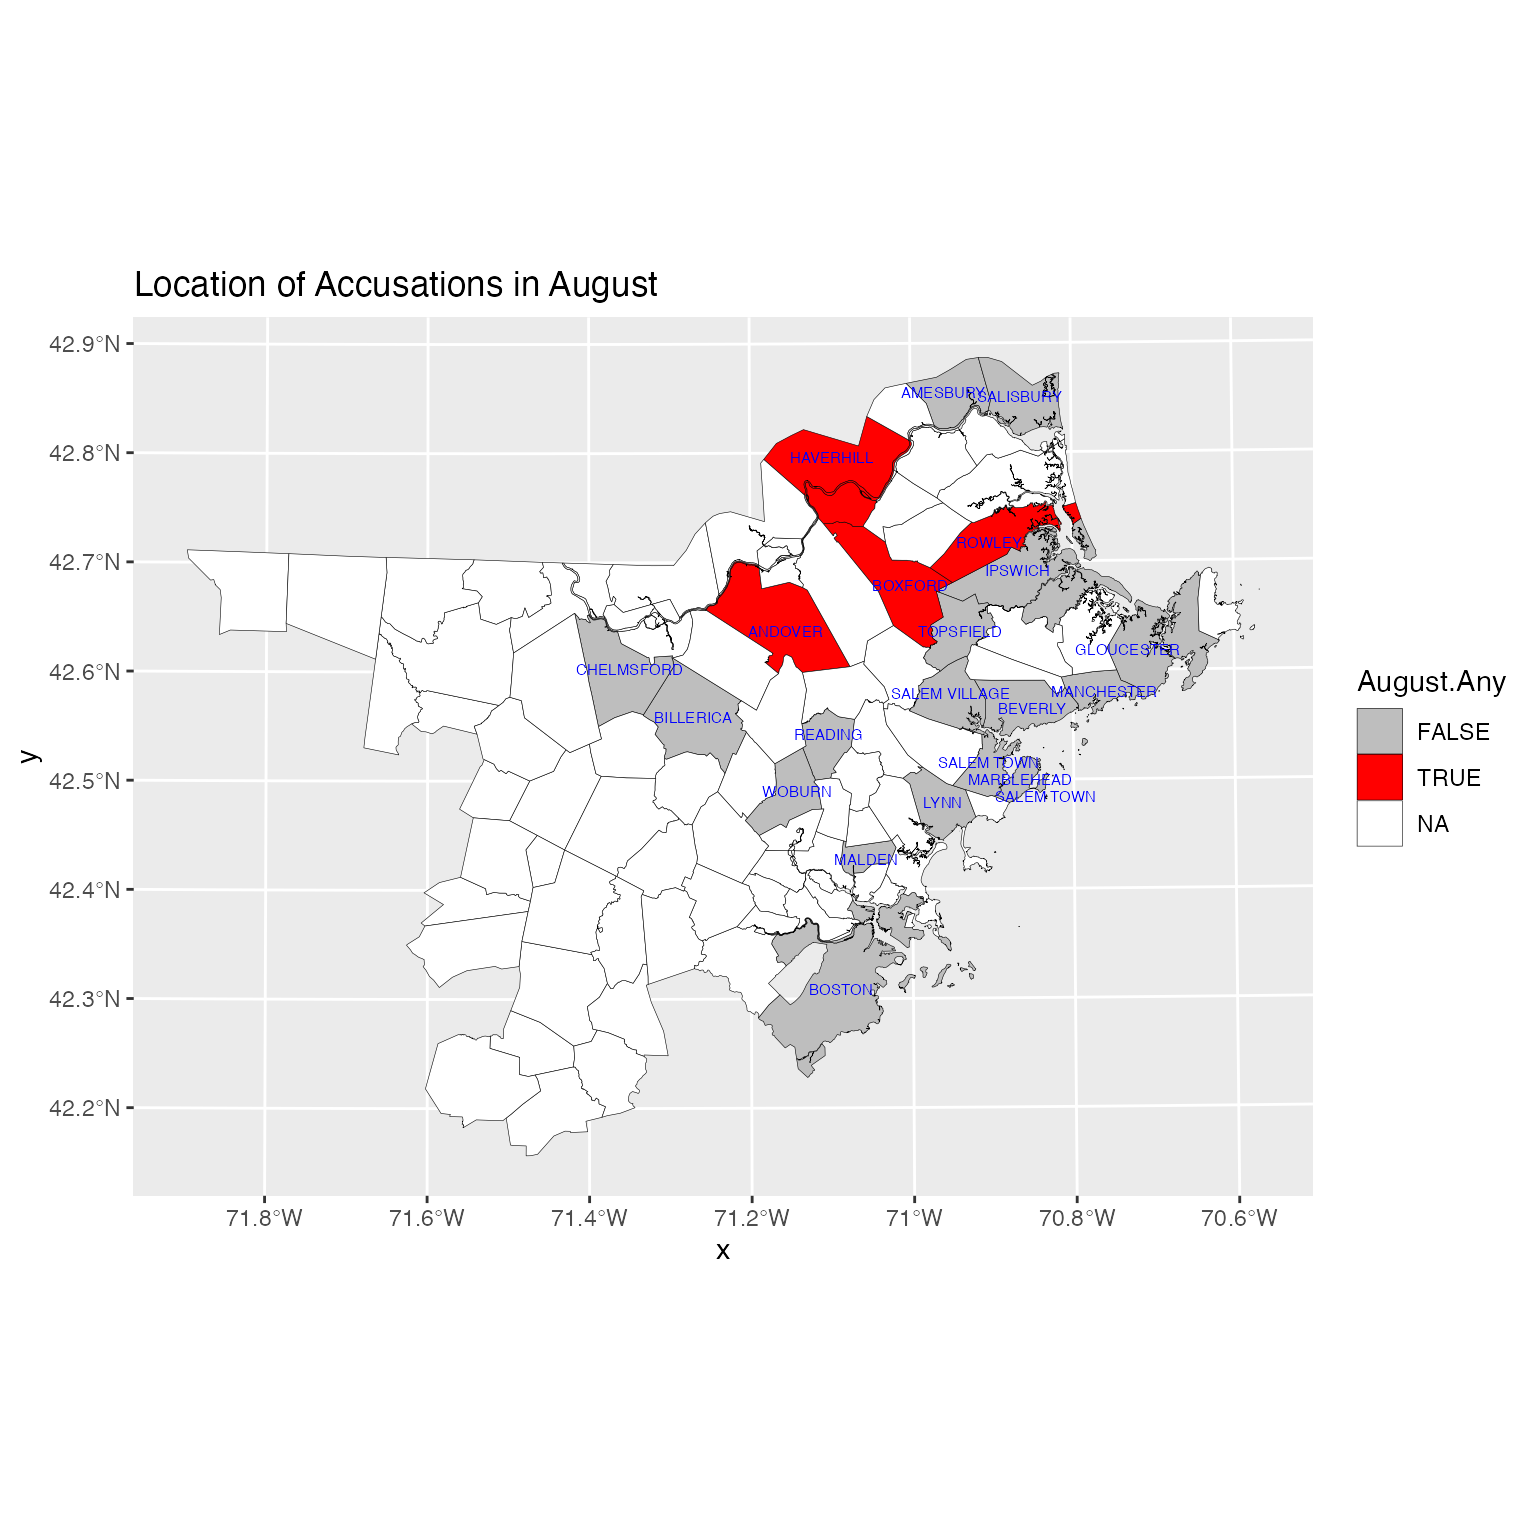 Location of Accusations in August
42.9°N
42.8°N
42.7°N
42.6°N
42.5°N
42.4°N
42.3°N
42.2°N
y
AMESBURY
SALISBURY
HAVERHILL
ROWLEY
IPSWICH
BOXFORD
ANDOVER
TOPSFIELD
GLOUCESTER
CHELMSFORD
SALEM VILLAGE
MANCHESTER
BEVERLY
BILLERICA
READING
SALEM TOWN
MARBLEHEAD
WOBURN
SALEM TOWN
LYNN
MALDEN
BOSTON
71.8°W
71.6°W
71.4°W
71.2°W
71°W
70.8°W
70.6°W
x
August.Any
FALSE
TRUE
NA